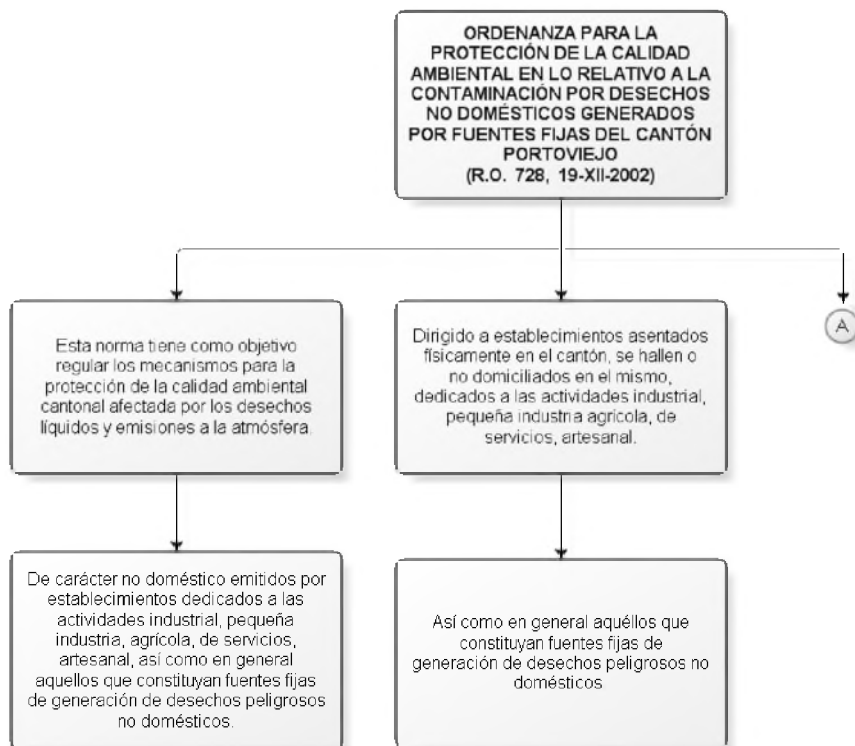 ORDENANZA PARA LA
PROTECCIÓN DE LA CALIDAD
AMBIENTAL EN LO RELATIVO A LA
CONTAMINACIÓN POR DESECHOS
NO DOMÉSTICOS GENERADOS
POR FUENTES FIJAS DEL CANTÓN
PORTOVIEJO
(R.O. 728, 19-XII-2002)
Esta norma tiene como objetivo
regular los mecanismos para la
protección de la calidad ambiental
cantonal afectada por los desechos
líquidos y emisiones a la atmósfera.
Dirigido a establecimientos asentados
físicamente en el cantón, se hallen o
no domiciliados en el mismo,
dedicados a las actividades industrial,
pequeña industria agrícola, de
servicios, artesanal.
A
De carácter no doméstico emitidos por
establecimientos dedicados a las
actividades industrial, pequeña
industria, agrícola, de servicios,
artesanal, así como en general
aquellos que constituyan fuentes fijas
de generación de desechos peligrosos
no domésticos.
Así como en general aquéllos que
constituyan fuentes fijas de
generación de desechos peligrosos no
domésticos